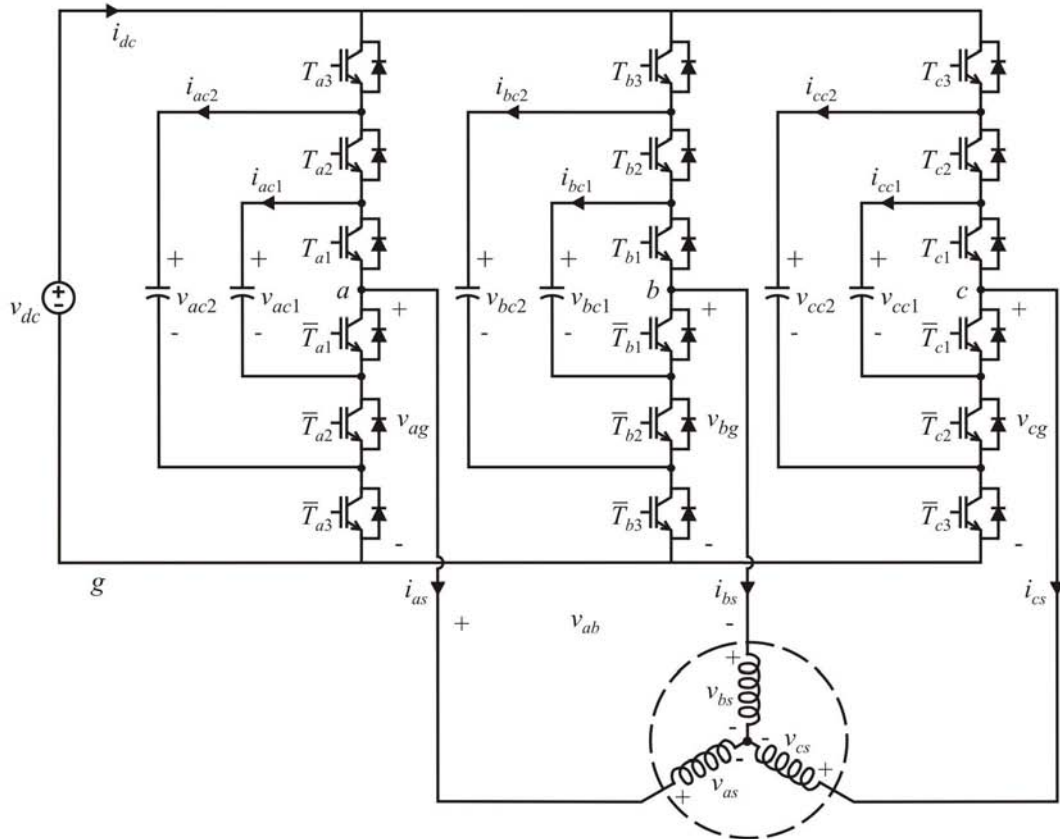 i_dc
T_a3 T_b3 T_c3
i_ac2 i_bc2 i_cc2
T_a2 T_b2 T_c2
i_ac1 i_bc1 i_cc1
+ + T_a1 + + T_b1 + + T_c1
v_dc + - v_ac2 v_ac1 a v_bc2 v_bc1 b v_cc2 v_cc1 c
- - T̅_a1 + - - T̅_b1 + - - T̅_c1 +
T̅_a2 v_ag T̅_b2 v_bg T̅_c2 v_cg
T̅_a3 - T̅_b3 - T̅_c3 -
g i_as i_bs i_cs
+ v_ab -
+
v_bs
- - v_cs
+ v_as - +